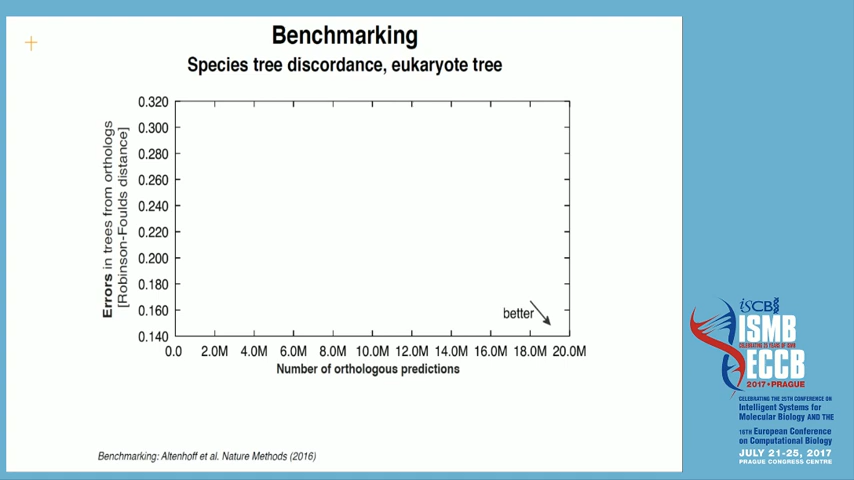 Benchmarking
Species tree discordance, eukaryote tree
Errors in trees from orthologs
[Robinson-Foulds distance]
0.320
0.300
0.280
0.260
0.240
0.220
0.200
0.180
0.160
0.140
better
0.0 2.0M 4.0M 6.0M 8.0M 10.0M 12.0M 14.0M 16.0M 18.0M 20.0M
Number of orthologous predictions
Benchmarking: Altenhoff et al. Nature Methods (2016)
ISCB
ISMB
ECCB
2017 • PRAGUE
CELEBRATING THE 25TH CONFERENCE ON
Intelligent Systems for
Molecular Biology AND THE
16TH European Conference
on Computational Biology
JULY 21-25, 2017
PRAGUE CONGRESS CENTRE